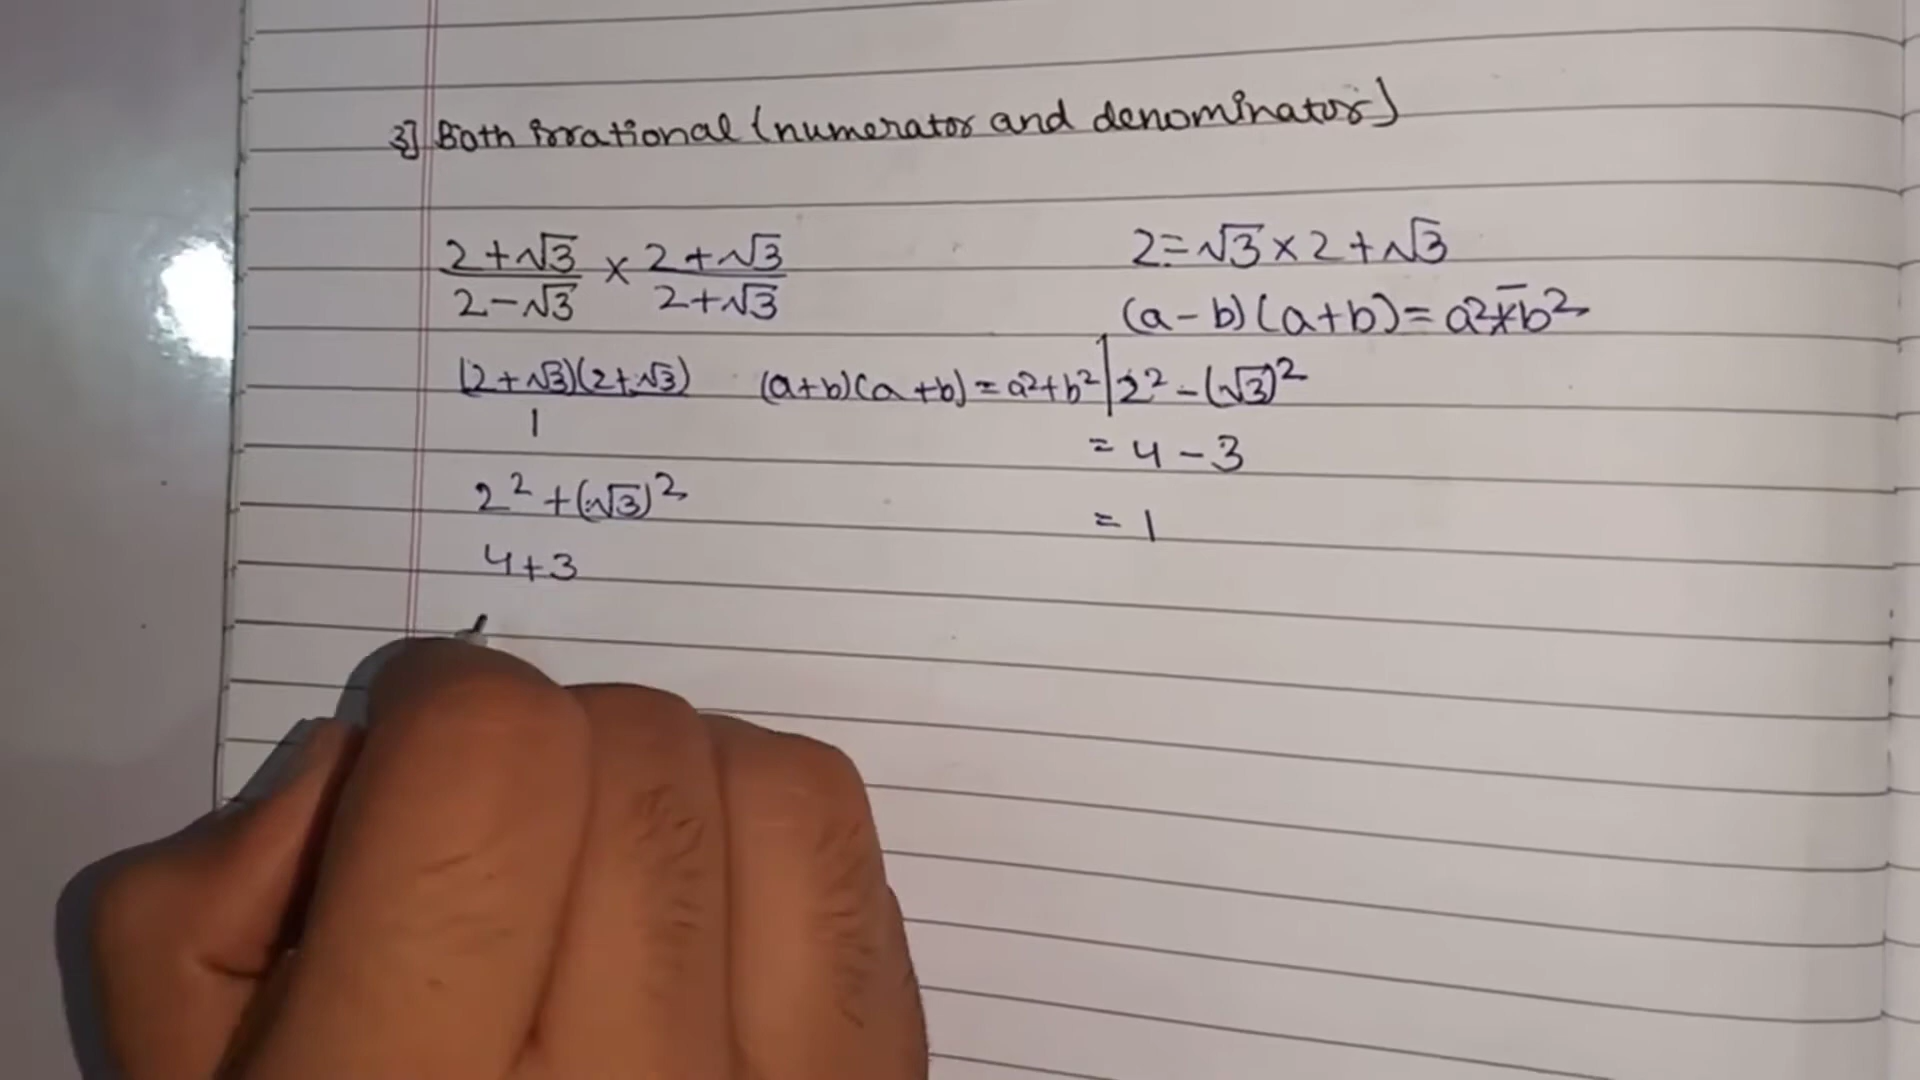 3] Both irrational (numerator and denominator)
2+√3 / 2-√3 × 2+√3 / 2+√3
(2+√3)(2+√3) / 1
(a+b)(a+b) = a²+b²
2² + (√3)²
4+3
2-√3 × 2+√3
(a-b)(a+b) = a²-b²
2² - (√3)²
= 4 - 3
= 1